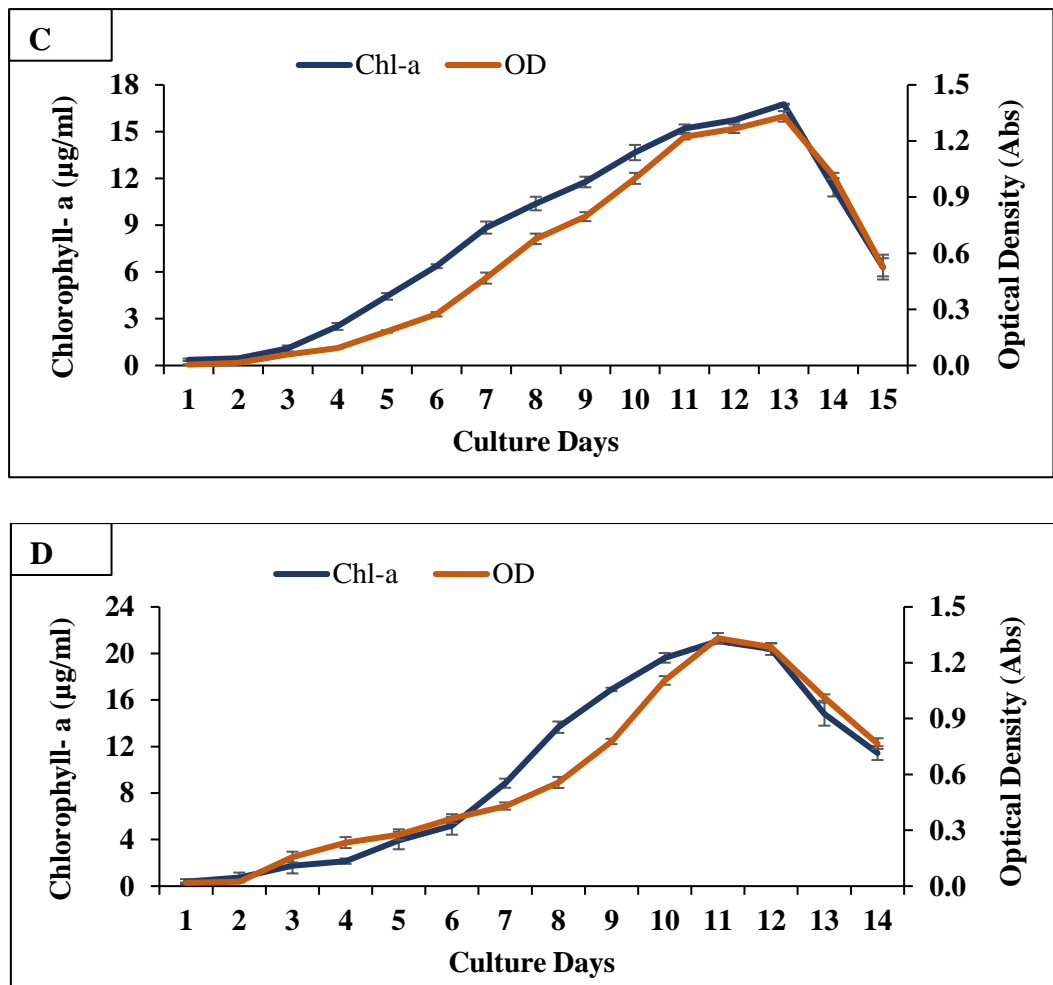 C
Chl-a OD
Chlorophyll- a (µg/ml)
18
15
12
9
6
3
0
1.5
1.2
0.9
0.6
0.3
0.0
Optical Density (Abs)
1 2 3 4 5 6 7 8 9 10 11 12 13 14 15
Culture Days
D
Chl-a OD
Chlorophyll- a (µg/ml)
24
20
16
12
8
4
0
1.5
1.2
0.9
0.6
0.3
0.0
Optical Density (Abs)
1 2 3 4 5 6 7 8 9 10 11 12 13 14
Culture Days